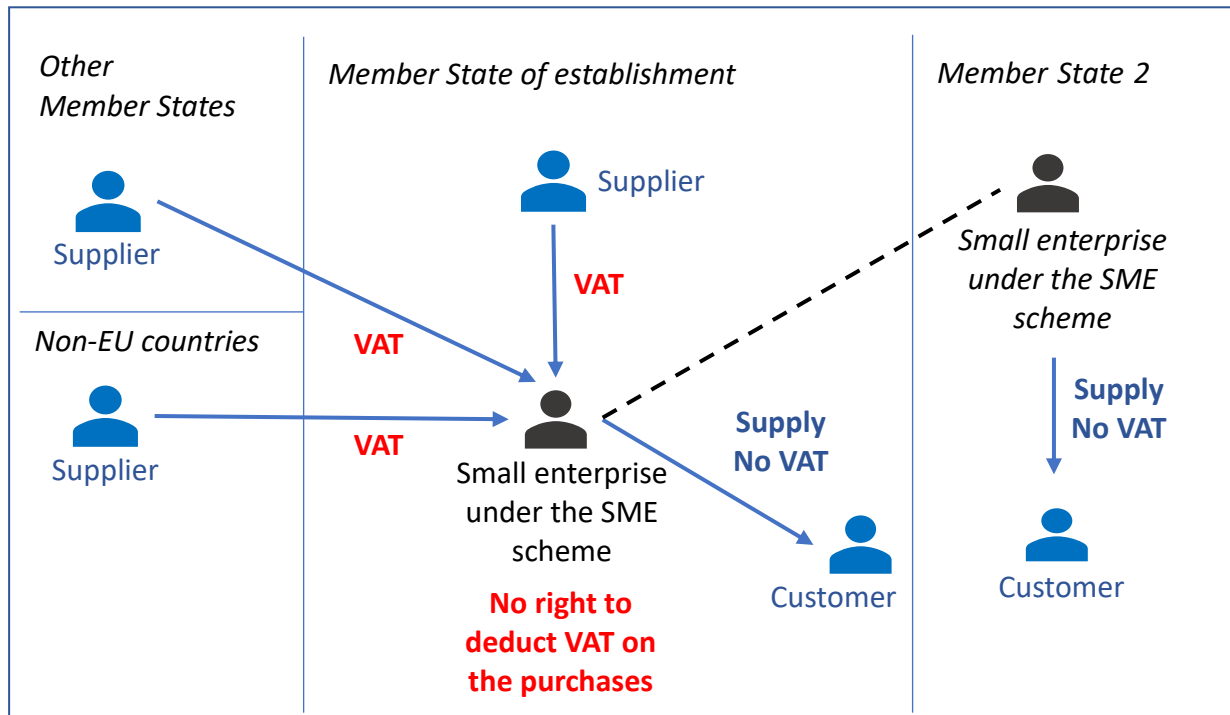 Other
Member States
Supplier
Non-EU countries
Supplier
VAT
VAT
Member State of establishment
Supplier
VAT
Small enterprise
under the SME
scheme
No right to
deduct VAT on
the purchases
Supply
No VAT
Customer
Member State 2
Small enterprise
under the SME
scheme
Supply
No VAT
Customer